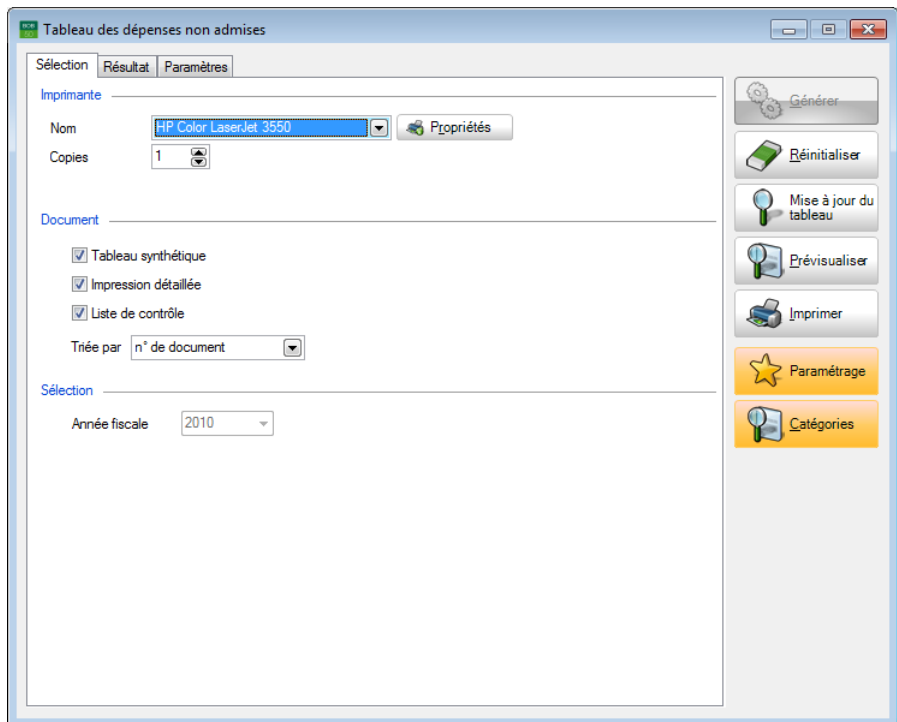 Tableau des dépenses non admises
Sélection
Résultat
Paramètres
Imprimante
Nom
HP Color LaserJet 3550
Propriétés
Copies
1
Document
Tableau synthétique
Impression détaillée
Liste de contrôle
Triée par
n° de document
Sélection
Année fiscale
2010
Générer
Réinitialiser
Mise à jour du
tableau
Prévisualiser
Imprimer
Paramétrage
Catégories